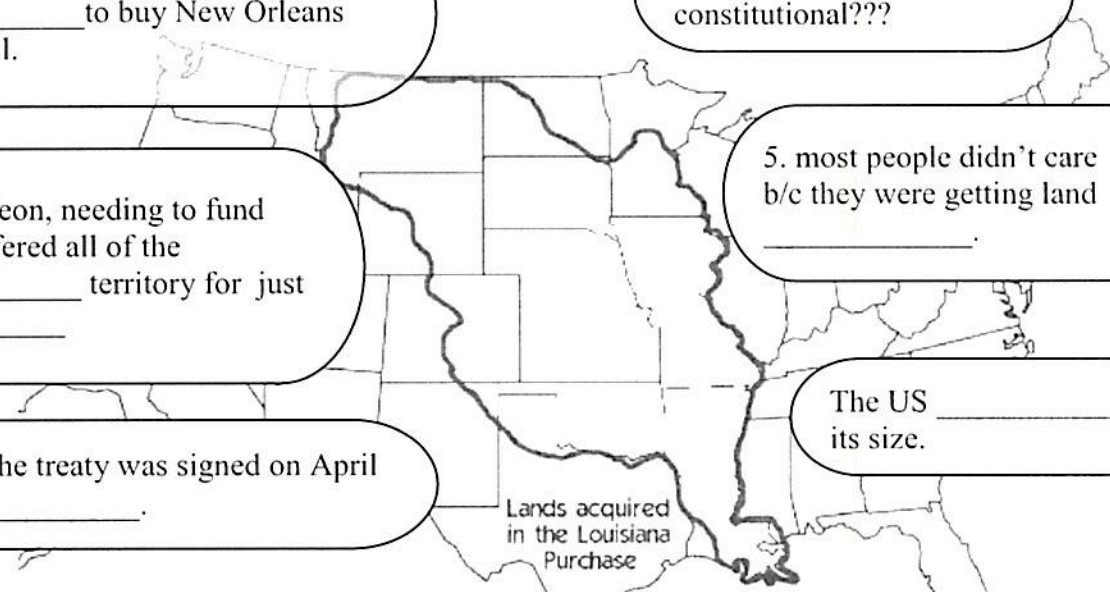 to buy New Orleans
l.
constitutional???
5. most people didn't care
b/c they were getting land
.
eon, needing to fund
fered all of the
territory for just
The US
its size.
he treaty was signed on April
.
Lands acquired
in the Louisiana
Purchase